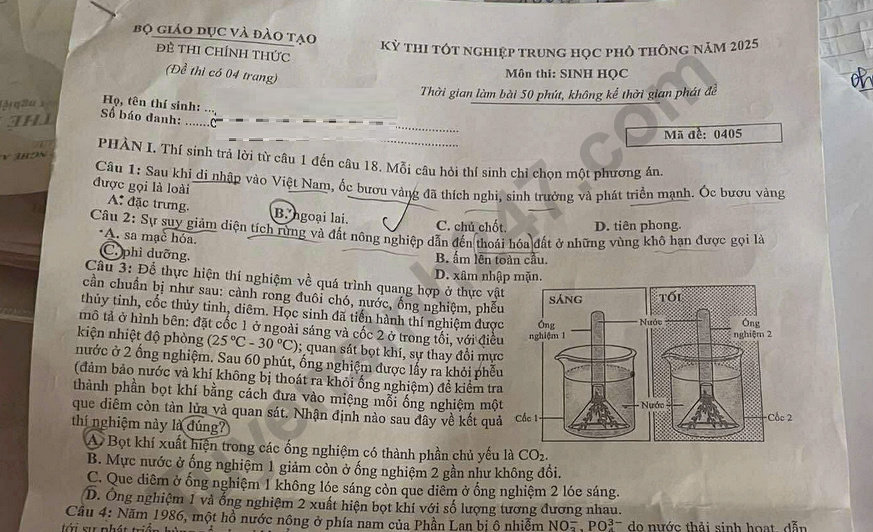 BỘ GIÁO DỤC VÀ ĐÀO TẠO
ĐỀ THI CHÍNH THỨC
(Đề thi có 04 trang)
KỲ THI TỐT NGHIỆP TRUNG HỌC PHỔ THÔNG NĂM 2025
Môn thi: SINH HỌC
Thời gian làm bài 50 phút, không kể thời gian phát đề
Họ, tên thí sinh: ...
Số báo danh: .......
Mã đề: 0405
PHẦN I. Thí sinh trả lời từ câu 1 đến câu 18. Mỗi câu hỏi thí sinh chỉ chọn một phương án.
Câu 1: Sau khi di nhập vào Việt Nam, ốc bươu vàng đã thích nghi, sinh trưởng và phát triển mạnh. Ốc bươu vàng
được gọi là loài
A. đặc trưng.
B. ngoại lai.
C. chủ chốt.
D. tiên phong.
Câu 2: Sự suy giảm diện tích rừng và đất nông nghiệp dẫn đến thoái hóa đất ở những vùng khô hạn được gọi là
A. sa mạc hóa.
B. ấm lên toàn cầu.
C. phì dưỡng.
D. xâm nhập mặn.
Câu 3: Để thực hiện thí nghiệm về quá trình quang hợp ở thực vật
cần chuẩn bị như sau: cành rong đuôi chó, nước, ống nghiệm, phễu
thủy tinh, cốc thủy tinh, diêm. Học sinh đã tiến hành thí nghiệm được
mô tả ở hình bên: đặt cốc 1 ở ngoài sáng và cốc 2 ở trong tối, với điều
kiện nhiệt độ phòng (25 °C - 30 °C); quan sát bọt khí, sự thay đổi mực
nước ở 2 ống nghiệm. Sau 60 phút, ống nghiệm được lấy ra khỏi phễu
(đảm bảo nước và khí không bị thoát ra khỏi ống nghiệm) để kiểm tra
thành phần bọt khí bằng cách đưa vào miệng mỗi ống nghiệm một
que diêm còn tàn lửa và quan sát. Nhận định nào sau đây về kết quả
thí nghiệm này là đúng?
SÁNG
TỐI
Ống
nghiệm 1
Nước
Ống
nghiệm 2
Nước
Cốc 1
Cốc 2
A. Bọt khí xuất hiện trong các ống nghiệm có thành phần chủ yếu là CO₂.
B. Mực nước ở ống nghiệm 1 giảm còn ở ống nghiệm 2 gần như không đổi.
C. Que diêm ở ống nghiệm 1 không lóe sáng còn que diêm ở ống nghiệm 2 lóe sáng.
D. Ống nghiệm 1 và ống nghiệm 2 xuất hiện bọt khí với số lượng tương đương nhau.
Câu 4: Năm 1986, một hồ nước nông ở phía nam của Phần Lan bị ô nhiễm NO₃⁻, PO₄³⁻ do nước thải sinh hoạt, dẫn